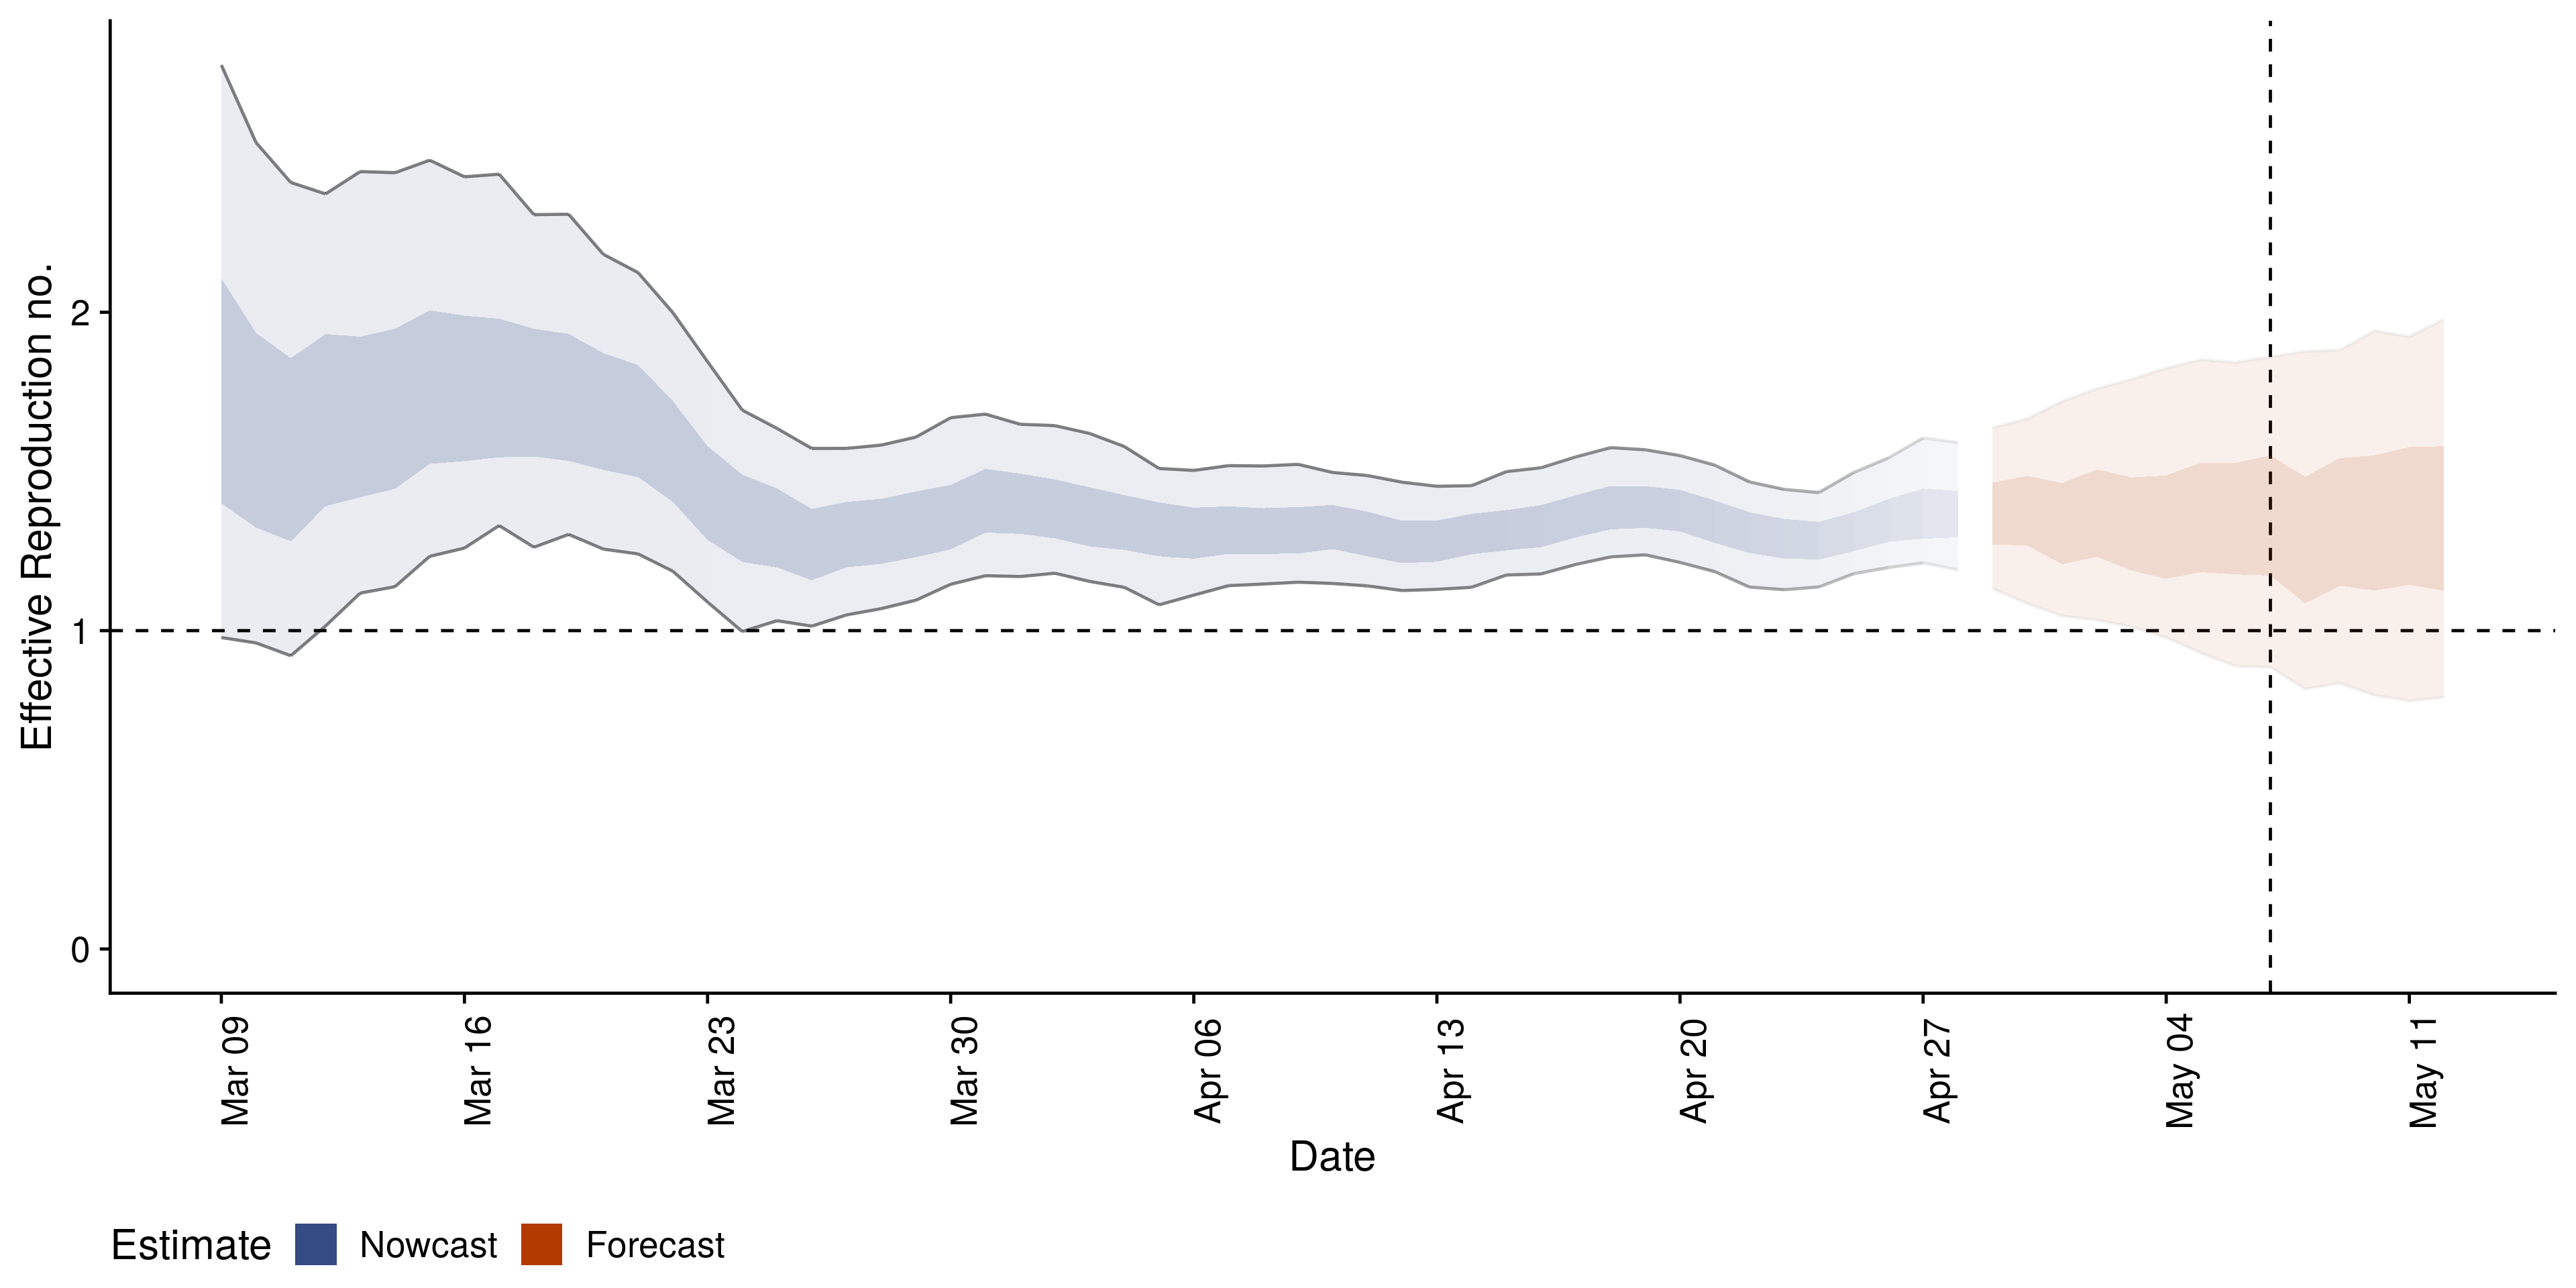 Effective Reproduction no.
2
1
0
Mar 09
Mar 16
Mar 23
Mar 30
Apr 06
Apr 13
Apr 20
Apr 27
May 04
May 11
Date
Estimate Nowcast Forecast